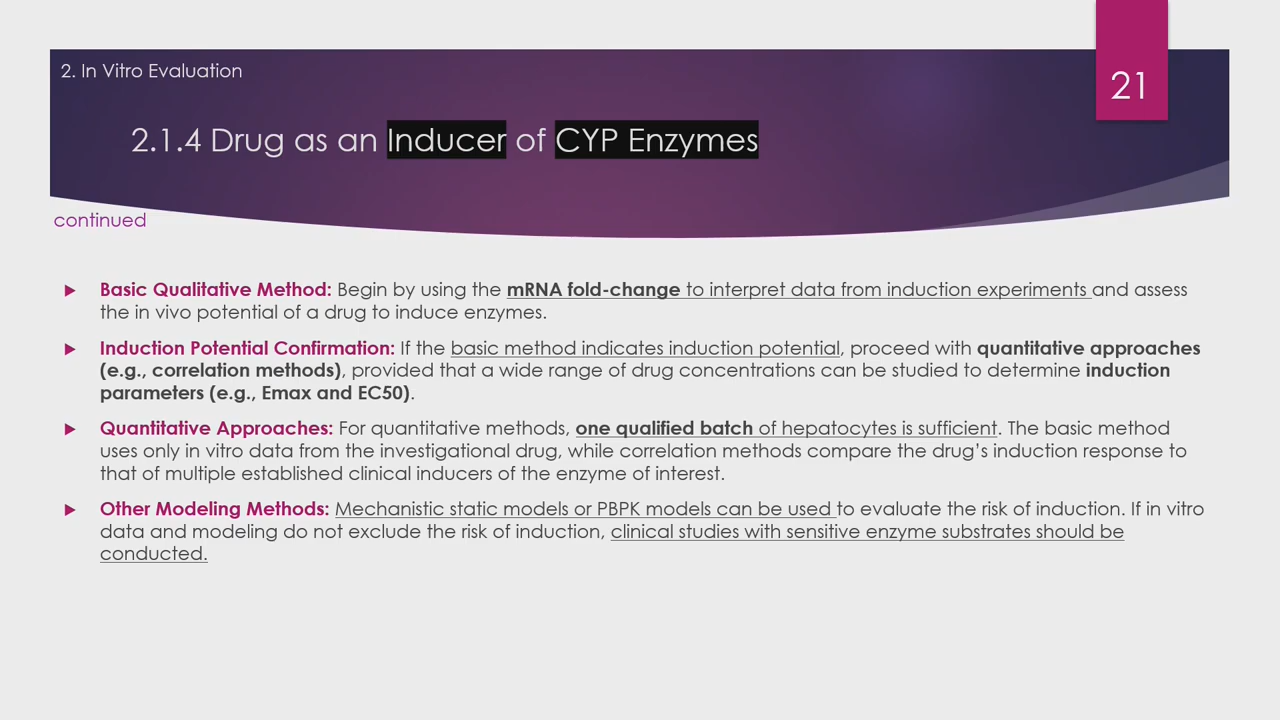 21
2. In Vitro Evaluation
2.1.4 Drug as an Inducer of CYP Enzymes
continued
Basic Qualitative Method: Begin by using the mRNA fold-change to interpret data from induction experiments and assess
the in vivo potential of a drug to induce enzymes.
Induction Potential Confirmation: If the basic method indicates induction potential, proceed with quantitative approaches
(e.g., correlation methods), provided that a wide range of drug concentrations can be studied to determine induction
parameters (e.g., Emax and EC50).
Quantitative Approaches: For quantitative methods, one qualified batch of hepatocytes is sufficient. The basic method
uses only in vitro data from the investigational drug, while correlation methods compare the drug’s induction response to
that of multiple established clinical inducers of the enzyme of interest.
Other Modeling Methods: Mechanistic static models or PBPK models can be used to evaluate the risk of induction. If in vitro
data and modeling do not exclude the risk of induction, clinical studies with sensitive enzyme substrates should be
conducted.